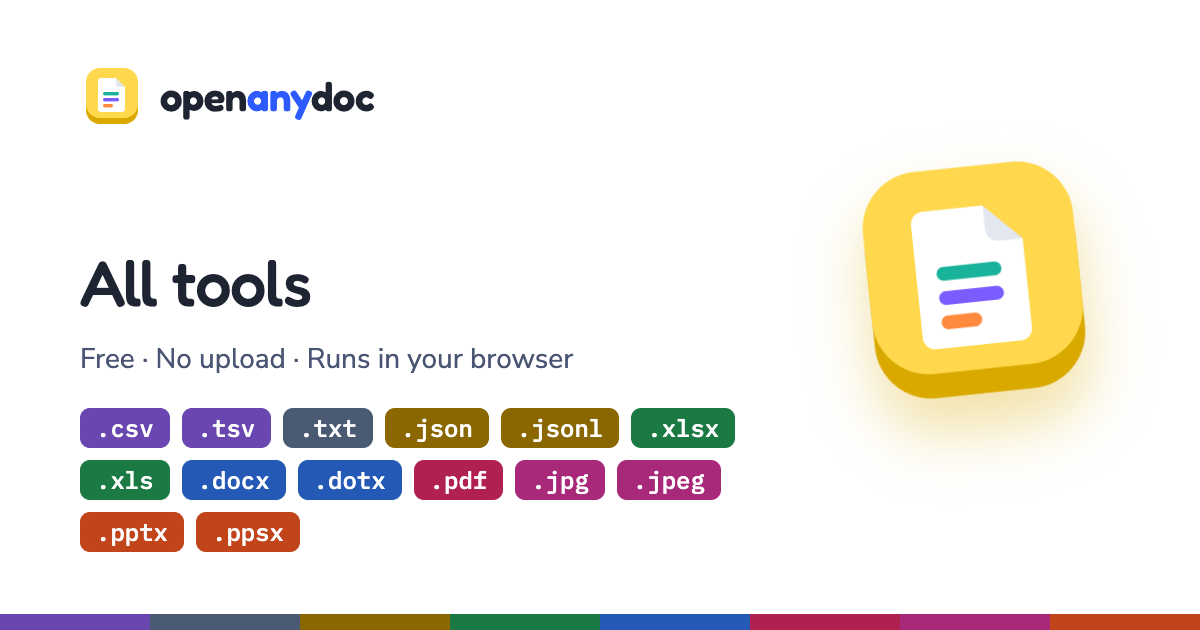 openanydoc
All tools
Free · No upload · Runs in your browser
.csv .tsv .txt .json .jsonl .xlsx
.xls .docx .dotx .pdf .jpg .jpeg
.pptx .ppsx